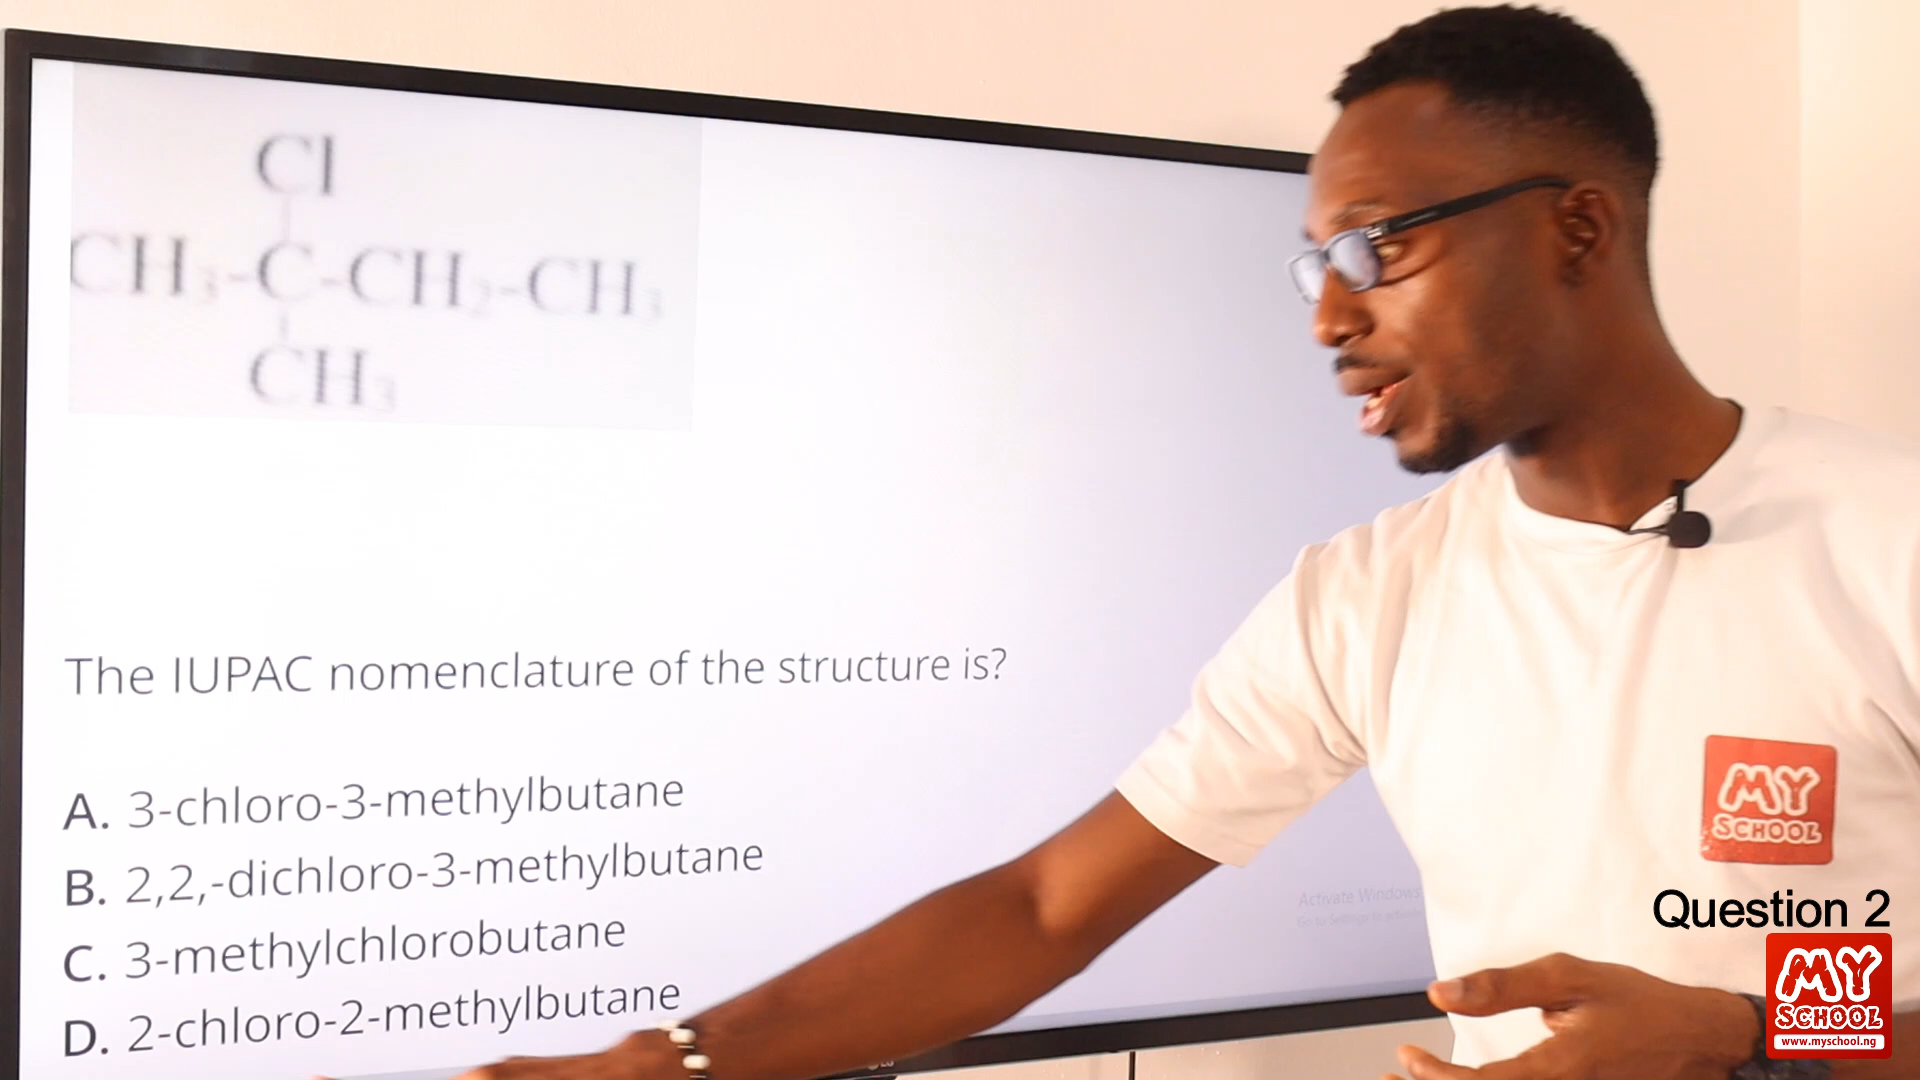 Cl
CH₃-C-CH₂-CH₃
CH₃
The IUPAC nomenclature of the structure is?
A. 3-chloro-3-methylbutane
B. 2,2,-dichloro-3-methylbutane
C. 3-methylchlorobutane
D. 2-chloro-2-methylbutane
Activate Windows
MY
SCHOOL
Question 2
MY
SCHOOL
www.myschool.ng